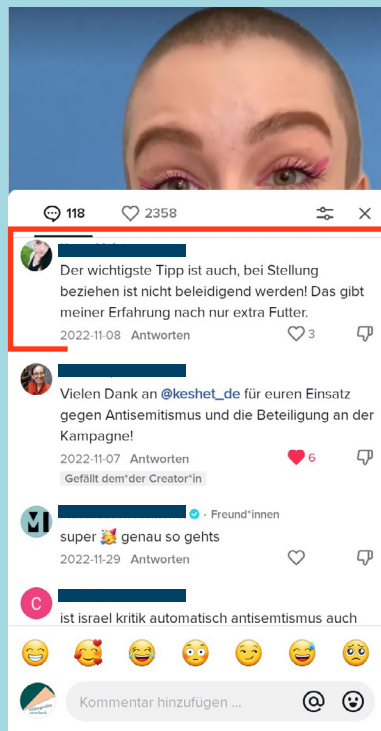 118 2358
Der wichtigste Tipp ist auch, bei Stellung
beziehen ist nicht beleidigend werden! Das gibt
meiner Erfahrung nach nur extra Futter.
2022-11-08 Antworten 3
Vielen Dank an @keshet_de für euren Einsatz
gegen Antisemitismus und die Beteiligung an der
Kampagne!
2022-11-07 Antworten 6
Gefällt dem*der Creator*in
MI
· Freund*innen
super 🥳 genau so gehts
2022-11-29 Antworten
C
ist israel kritik automatisch antisemtismus auch
Kommentar hinzufügen ... @